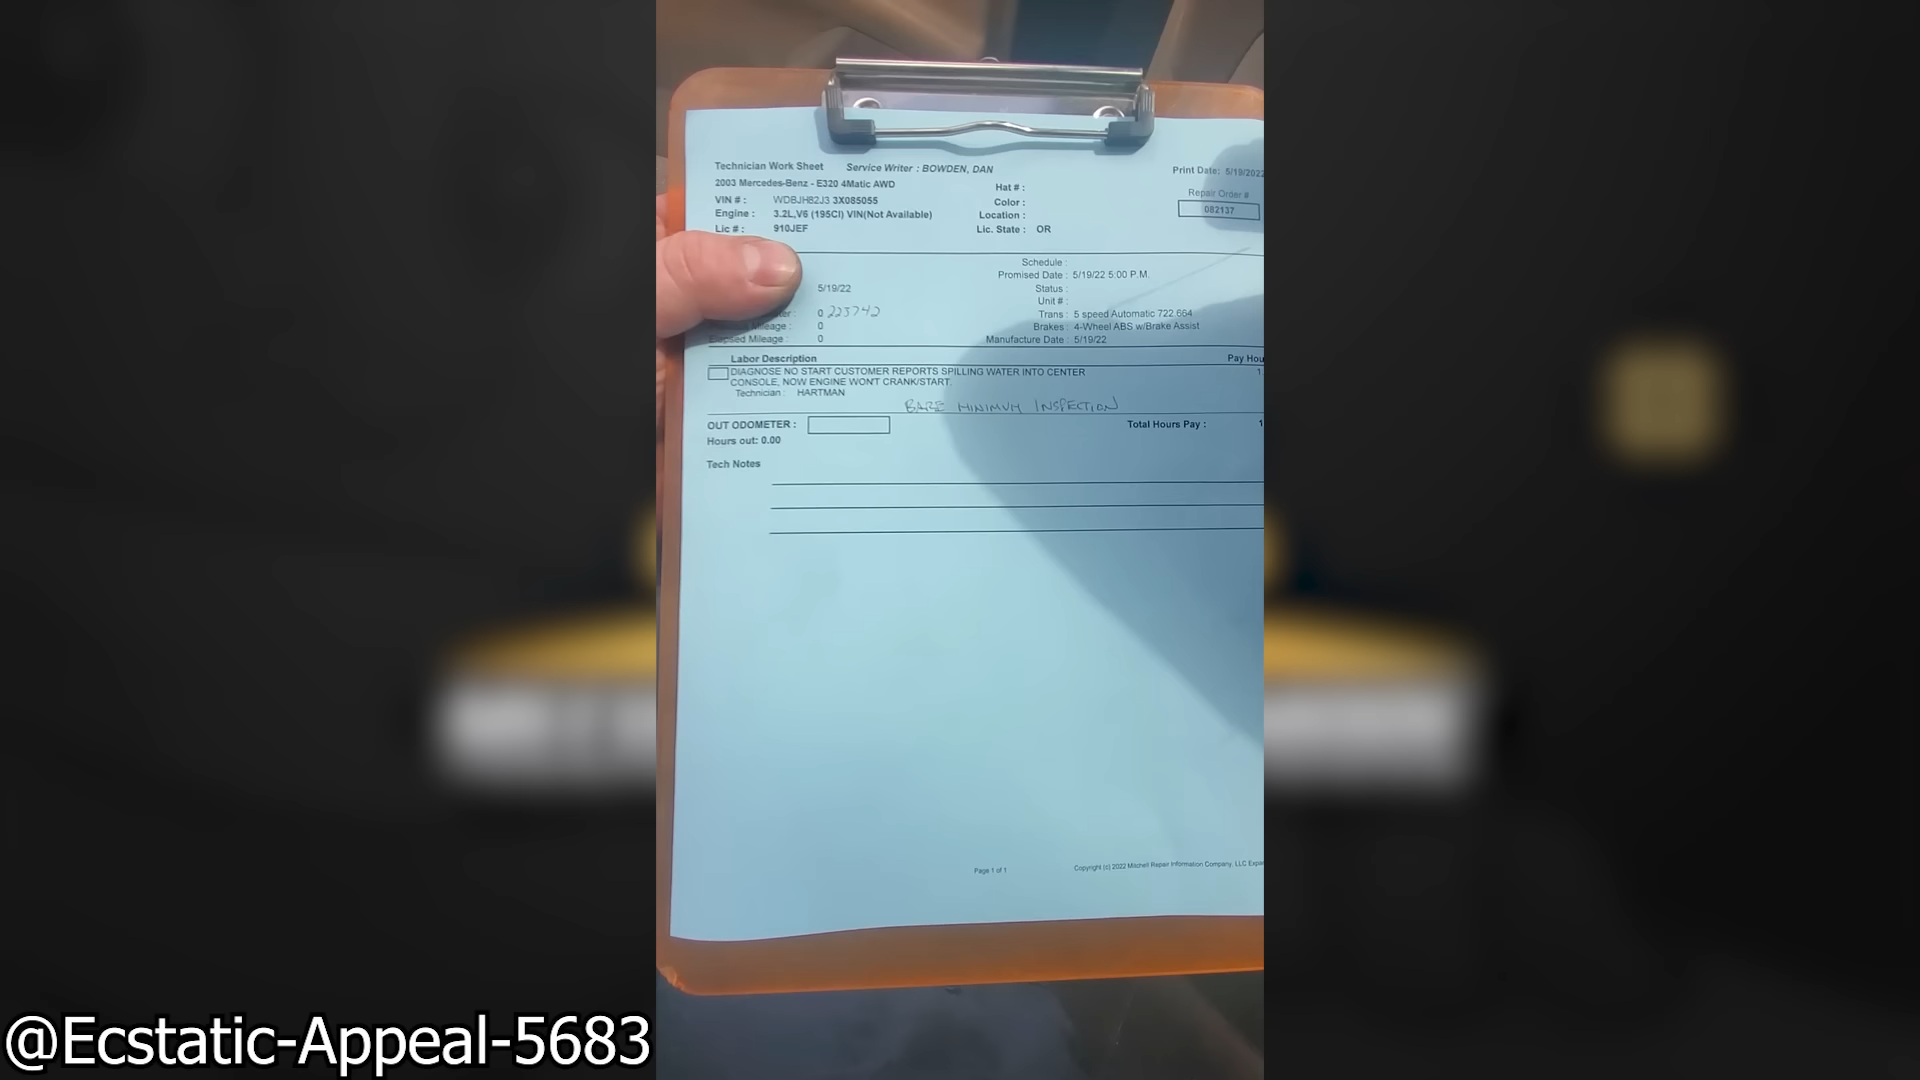 Technician Work Sheet Service Writer : BOWDEN, DAN Print Date: 5/19/2022
2003 Mercedes-Benz - E320 4Matic AWD Hat # :
Repair Order #
VIN # : WDBJH82J3 3X085055 Color :
082137
Engine : 3.2L,V6 (195CI) VIN(Not Available) Location :
Lic # : 910JEF Lic. State : OR
Schedule :
Promised Date : 5/19/22 5:00 P.M.
5/19/22 Status :
Unit # :
0 223742 Trans : 5 speed Automatic 722.664
Mileage : 0 Brakes : 4-Wheel ABS w/Brake Assist
Elapsed Mileage : 0 Manufacture Date : 5/19/22
Labor Description Pay Hou
DIAGNOSE NO START CUSTOMER REPORTS SPILLING WATER INTO CENTER 1
CONSOLE, NOW ENGINE WON'T CRANK/START.
Technician : HARTMAN
BARE MINIMUM INSPECTION
OUT ODOMETER : Total Hours Pay : 1
Hours out: 0.00
Tech Notes
Page 1 of 1 Copyright (c) 2022 Mitchell Repair Information Company, LLC
@Ecstatic-Appeal-5683